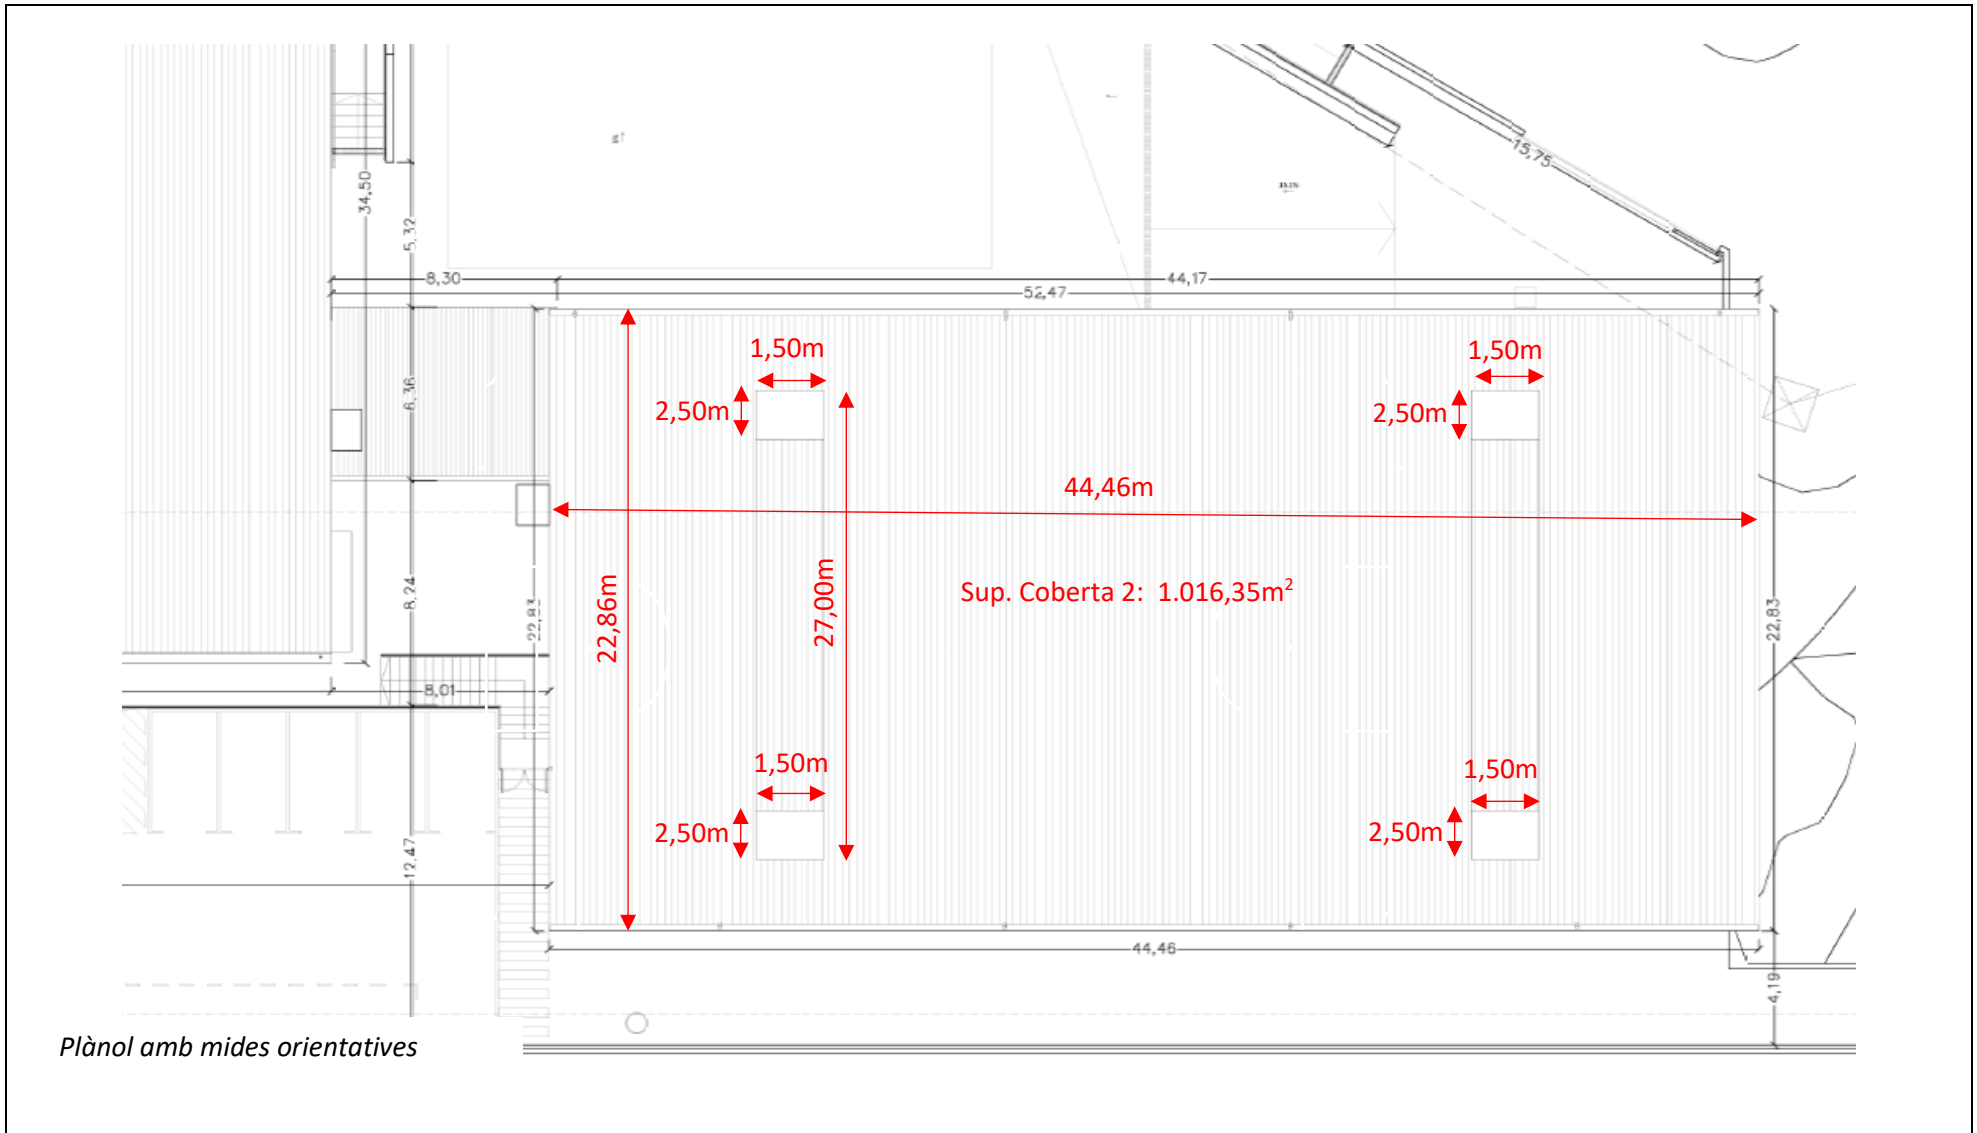 15,75
34,50
5,32
8,30
44,17
52,47
1,50m
1,50m
6,36
2,50m
2,50m
44,46m
8,24
22,83
22,86m
27,00m
Sup. Coberta 2: 1.016,35m²
22,83
8,01
1,50m
1,50m
2,50m
2,50m
12,47
44,46
4,19
Plànol amb mides orientatives